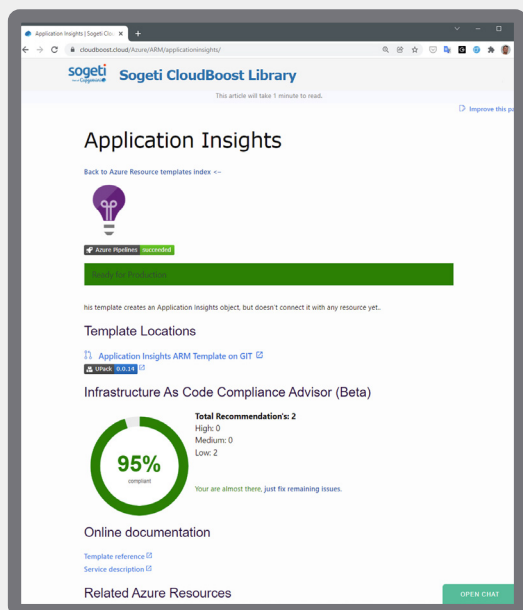 Application Insights | Sogeti Clou
cloudboost.cloud/Azure/ARM/applicationinsights/
sogeti
Part of Capgemini
Sogeti CloudBoost Library
This article will take 1 minute to read.
Improve this pa
Application Insights
Back to Azure Resource templates index <-
Azure Pipelines succeeded
Ready for Production
his template creates an Application Insights object, but doesn't connect it with any resource yet..
Template Locations
Application Insights ARM Template on GIT
UPack 0.0.14
Infrastructure As Code Compliance Advisor (Beta)
Total Recommendation's: 2
High: 0
Medium: 0
Low: 2
95%
compliant
Your are almost there, just fix remaining issues.
Online documentation
Template reference
Service description
Related Azure Resources
OPEN CHAT